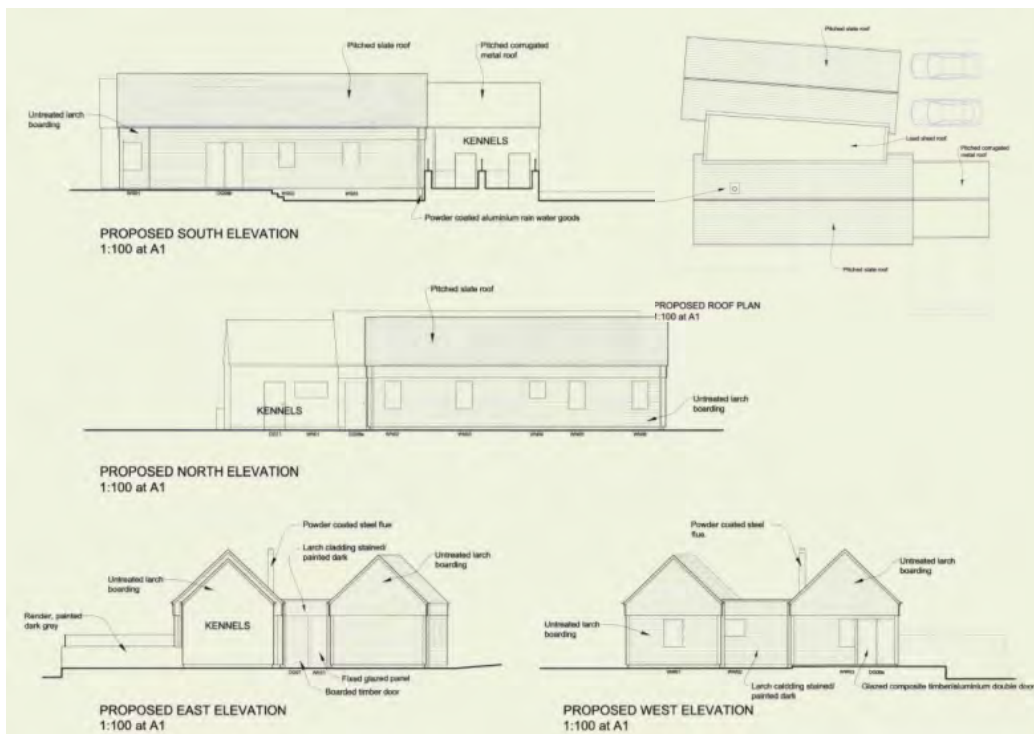 Pitched slate roof
Pitched corrugated
metal roof
Untreated larch
boarding
KENNELS
Powder coated aluminium rain water goods
PROPOSED SOUTH ELEVATION
1:100 at A1
Pitched slate roof
Lead sheet roof
Pitched corrugated
metal roof
Pitched slate roof
PROPOSED ROOF PLAN
1:100 at A1
Pitched slate roof
KENNELS
Untreated larch
boarding
PROPOSED NORTH ELEVATION
1:100 at A1
Powder coated steel flue
Larch cladding stained/
painted dark
Untreated larch
boarding
Untreated larch
boarding
KENNELS
Render, painted
dark grey
Fixed glazed panel
Boarded timber door
PROPOSED EAST ELEVATION
1:100 at A1
Powder coated steel
flue
Untreated larch
boarding
Untreated larch
boarding
Glazed composite timber/aluminium double door
Larch caldding stained/
painted dark
PROPOSED WEST ELEVATION
1:100 at A1